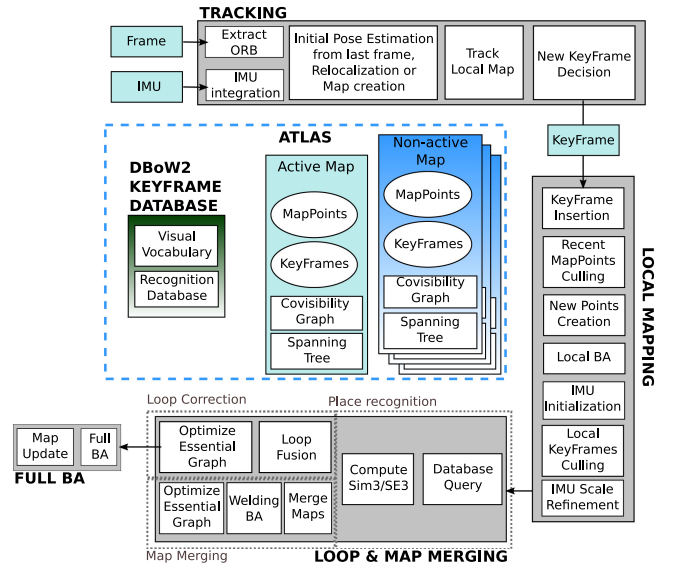 TRACKING
Frame
IMU
Extract
ORB
IMU
integration
Initial Pose Estimation
from last frame,
Relocalization or
Map creation
Track
Local Map
New KeyFrame
Decision
KeyFrame
ATLAS
DBoW2
KEYFRAME
DATABASE
Visual
Vocabulary
Recognition
Database
Active Map
MapPoints
KeyFrames
Covisibility
Graph
Spanning
Tree
Non-active
Map
MapPoints
KeyFrames
Covisibility
Graph
Spanning
Tree
LOCAL MAPPING
KeyFrame
Insertion
Recent
MapPoints
Culling
New Points
Creation
Local BA
IMU
Initialization
Local
KeyFrames
Culling
IMU Scale
Refinement
Loop Correction
Place recognition
Optimize
Essential
Graph
Loop
Fusion
Compute
Sim3/SE3
Database
Query
Optimize
Essential
Graph
Welding
BA
Merge
Maps
Map Merging
LOOP & MAP MERGING
Map
Update
Full
BA
FULL BA